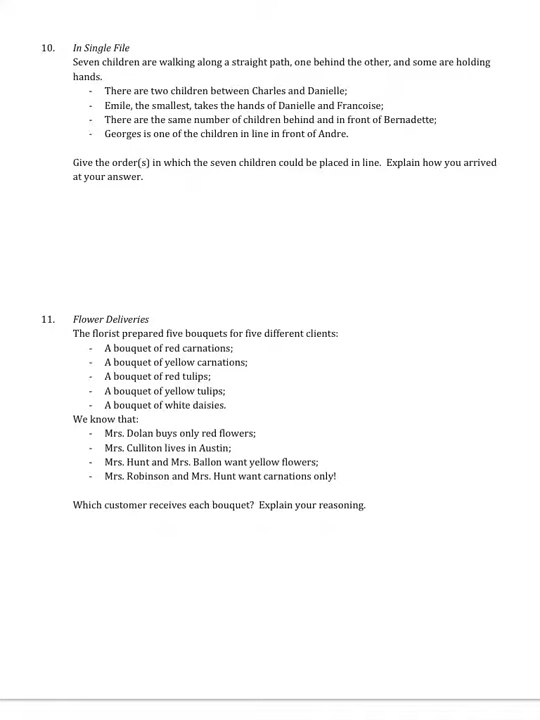 10. In Single File
Seven children are walking along a straight path, one behind the other, and some are holding
hands.
- There are two children between Charles and Danielle;
- Emile, the smallest, takes the hands of Danielle and Francoise;
- There are the same number of children behind and in front of Bernadette;
- Georges is one of the children in line in front of Andre.
Give the order(s) in which the seven children could be placed in line. Explain how you arrived
at your answer.
11. Flower Deliveries
The florist prepared five bouquets for five different clients:
- A bouquet of red carnations;
- A bouquet of yellow carnations;
- A bouquet of red tulips;
- A bouquet of yellow tulips;
- A bouquet of white daisies.
We know that:
- Mrs. Dolan buys only red flowers;
- Mrs. Culliton lives in Austin;
- Mrs. Hunt and Mrs. Ballon want yellow flowers;
- Mrs. Robinson and Mrs. Hunt want carnations only!
Which customer receives each bouquet? Explain your reasoning.